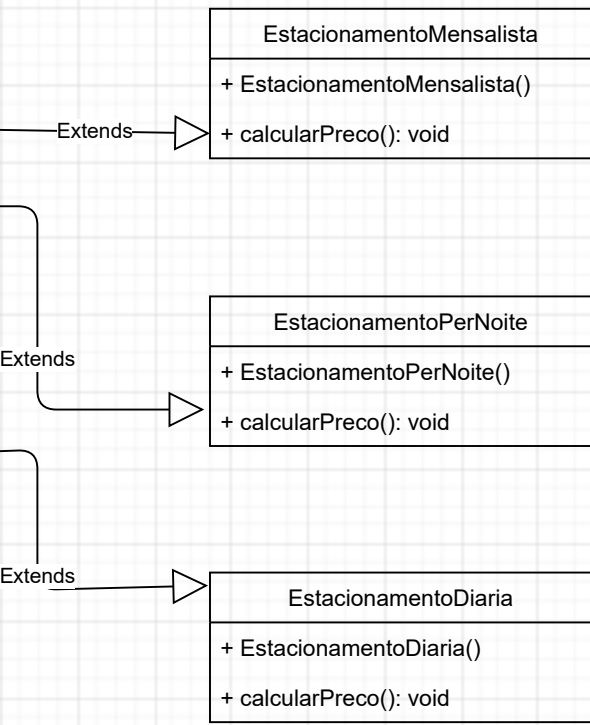 EstacionamentoMensalista
+ EstacionamentoMensalista()
Extends
+ calcularPreco(): void
EstacionamentoPerNoite
Extends
+ EstacionamentoPerNoite()
+ calcularPreco(): void
Extends
EstacionamentoDiaria
+ EstacionamentoDiaria()
+ calcularPreco(): void